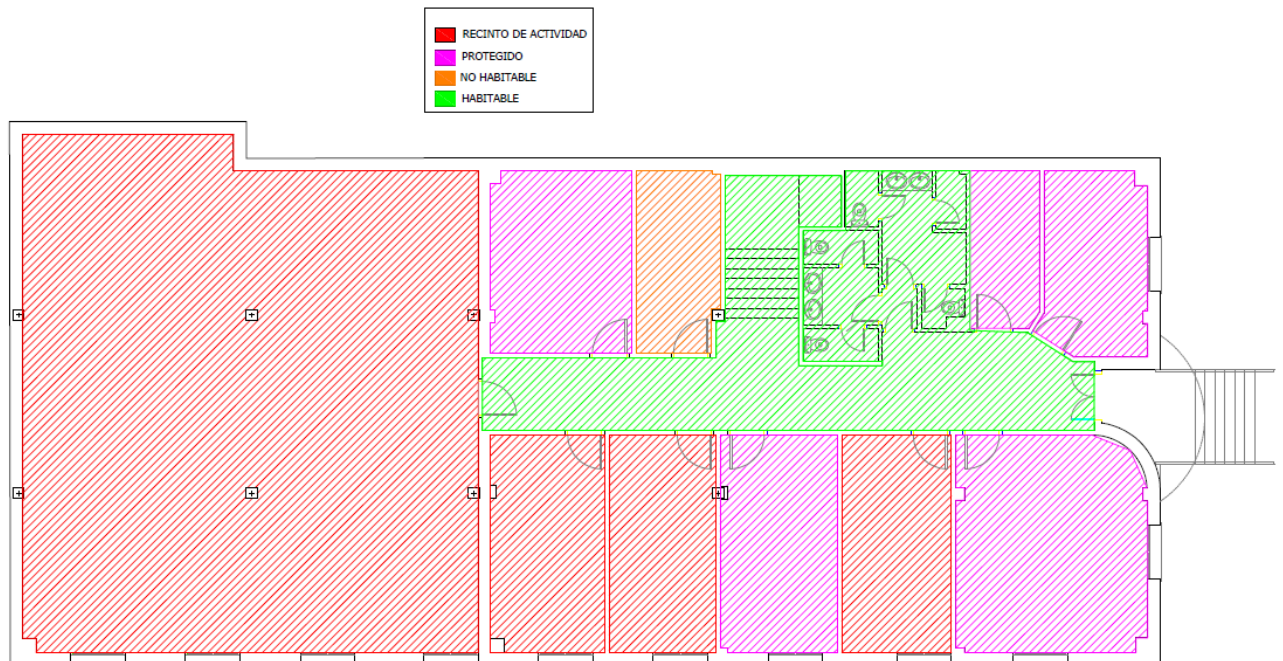 RECINTO DE ACTIVIDAD
PROTEGIDO
NO HABITABLE
HABITABLE